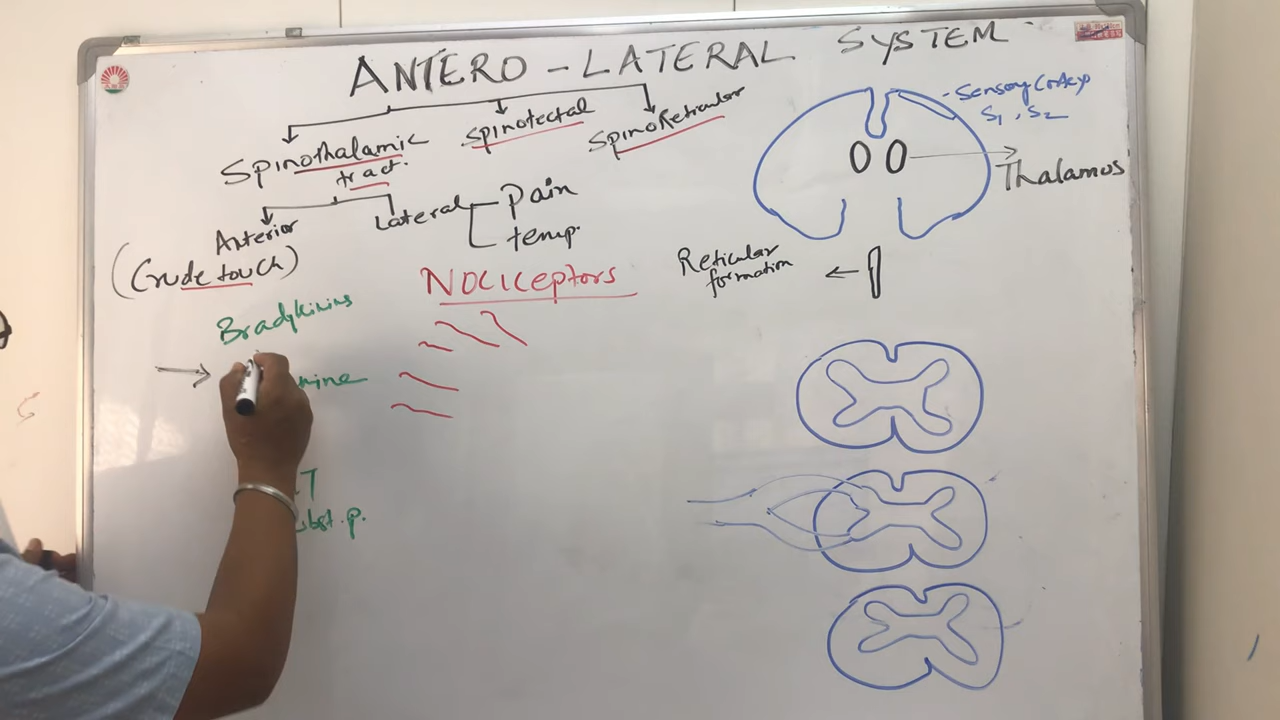 ANTERO - LATERAL SYSTEM
Spinothalamic tract.
Spinotectal
SpinoReticular
Anterior
(Crude touch)
Lateral
Pain
temp.
Nociceptors
Bradykinins
Subst. p.
Sensory Cortex
S1, S2
Thalamus
Reticular
formation